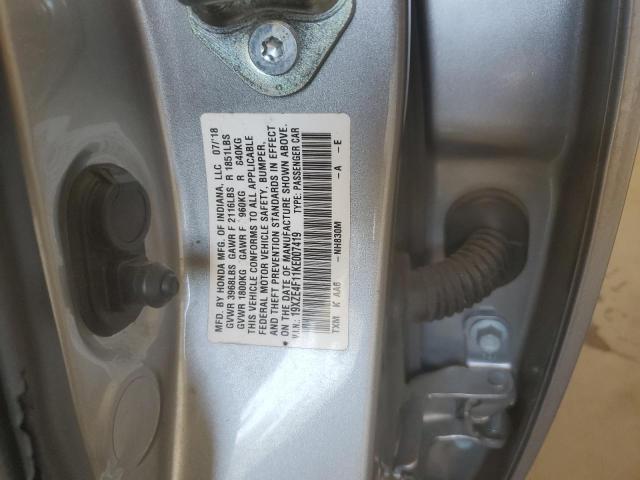 MFD. BY HONDA MFG. OF INDIANA, LLC 07/18
GVWR 3968LBS GAWR F 2116LBS R 1851LBS
GVWR 1800KG GAWR F 960KG R 840KG
THIS VEHICLE CONFORMS TO ALL APPLICABLE
FEDERAL MOTOR VEHICLE SAFETY, BUMPER,
AND THEFT PREVENTION STANDARDS IN EFFECT
ON THE DATE OF MANUFACTURE SHOWN ABOVE.
V.I.N.: 19XZE4F11KE007419 TYPE: PASSENGER CAR
–NH830M –A –E
TXM K AA6